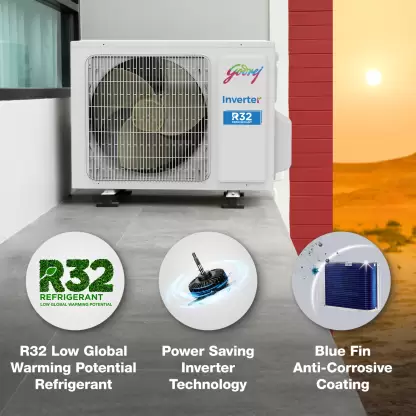 Godrej
Inverter
R32
REFRIGERANT
R32
REFRIGERANT
LOW GLOBAL WARMING POTENTIAL
R32 Low Global
Warming Potential
Refrigerant
Power Saving
Inverter
Technology
Blue Fin
Anti-Corrosive
Coating